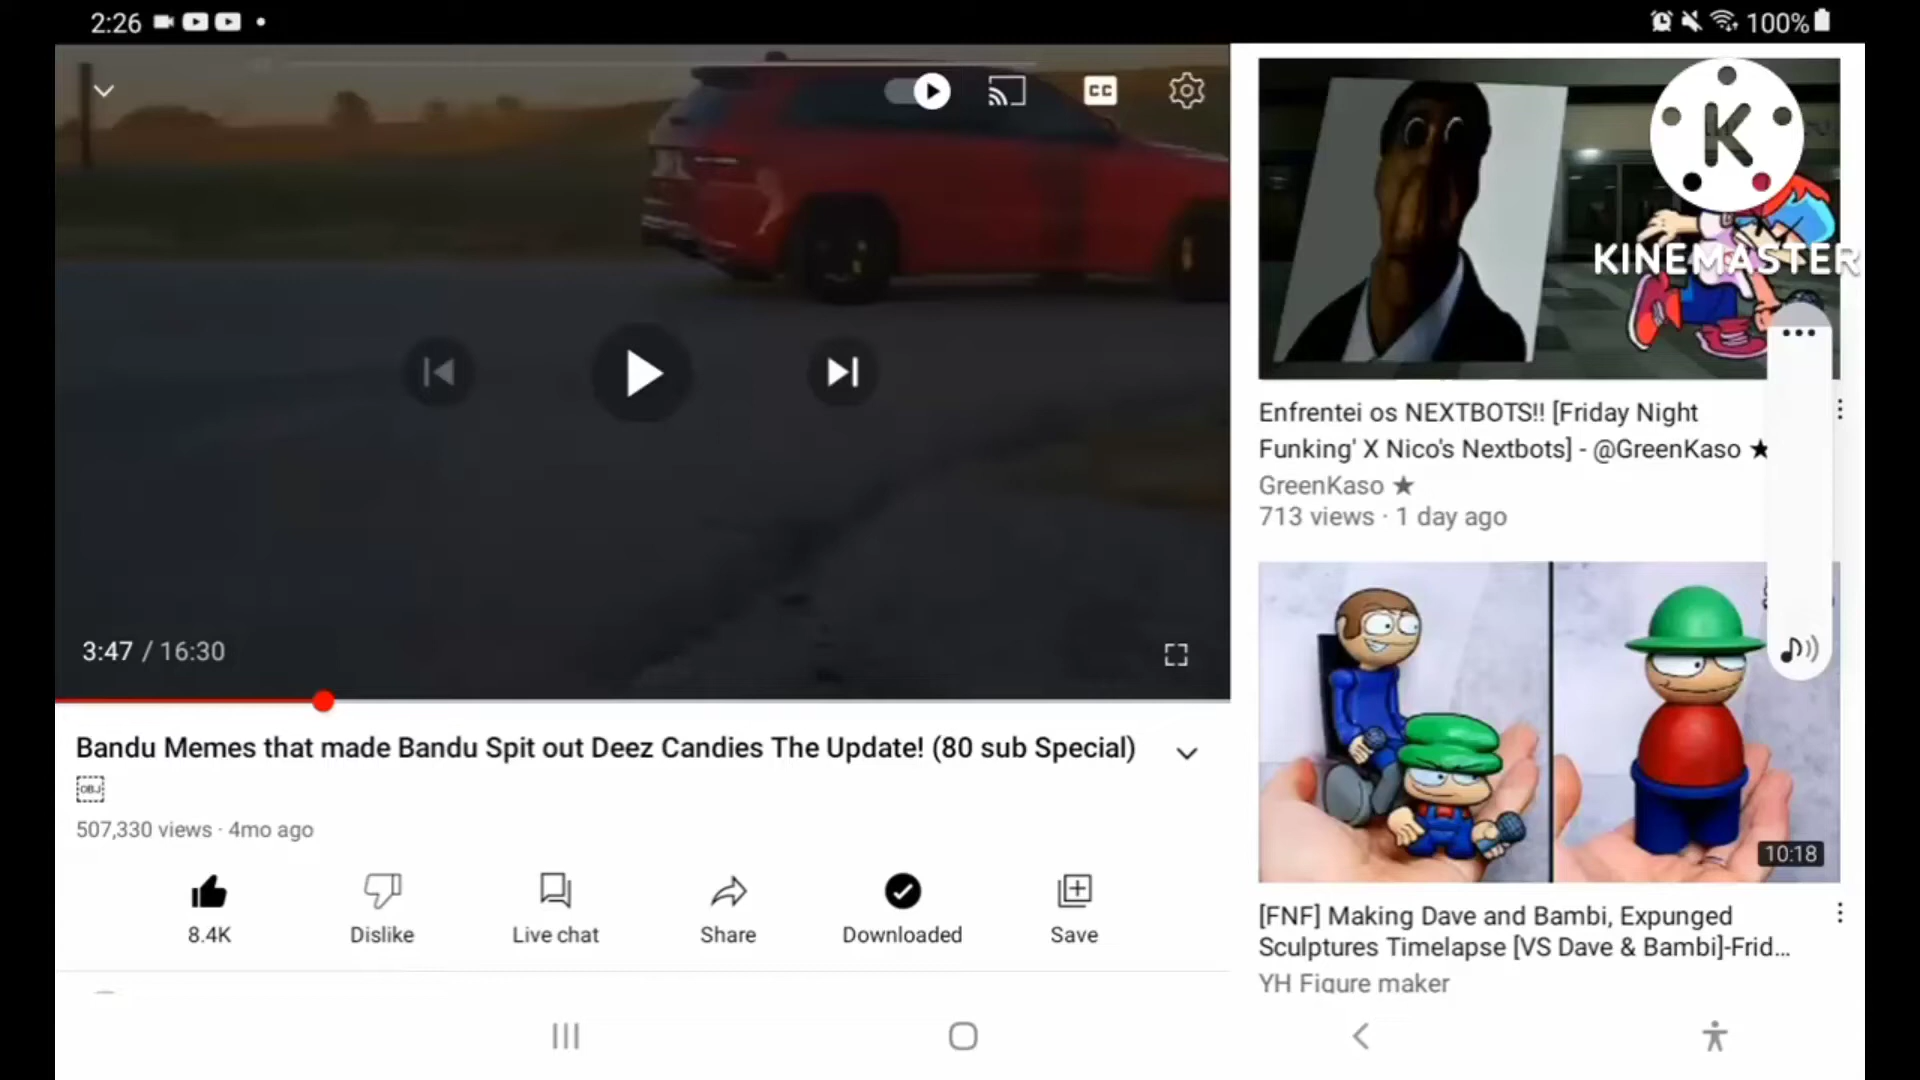 2:26
100%
CC
3:47 / 16:30
Bandu Memes that made Bandu Spit out Deez Candies The Update! (80 sub Special)
OBJ
507,330 views · 4mo ago
8.4K
Dislike
Live chat
Share
Downloaded
Save
K
KINEMASTER
Enfrentei os NEXTBOTS!! [Friday Night
Funking' X Nico's Nextbots] - @GreenKaso ★
GreenKaso ★
713 views · 1 day ago
10:18
[FNF] Making Dave and Bambi, Expunged
Sculptures Timelapse [VS Dave & Bambi]-Frid...
YH Figure maker